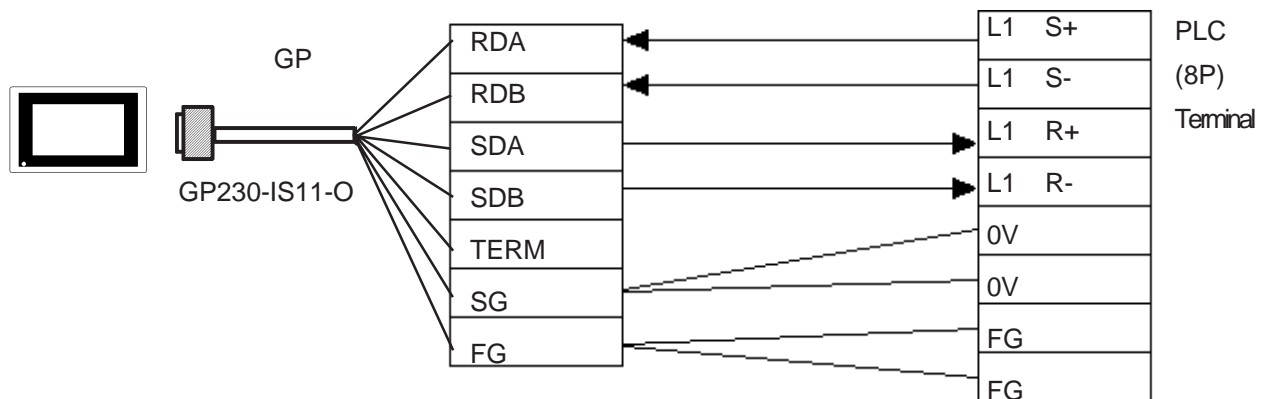 GP
GP230-IS11-O
RDA
RDB
SDA
SDB
TERM
SG
FG
L1 S+
L1 S-
L1 R+
L1 R-
0V
0V
FG
FG
PLC
(8P)
Terminal